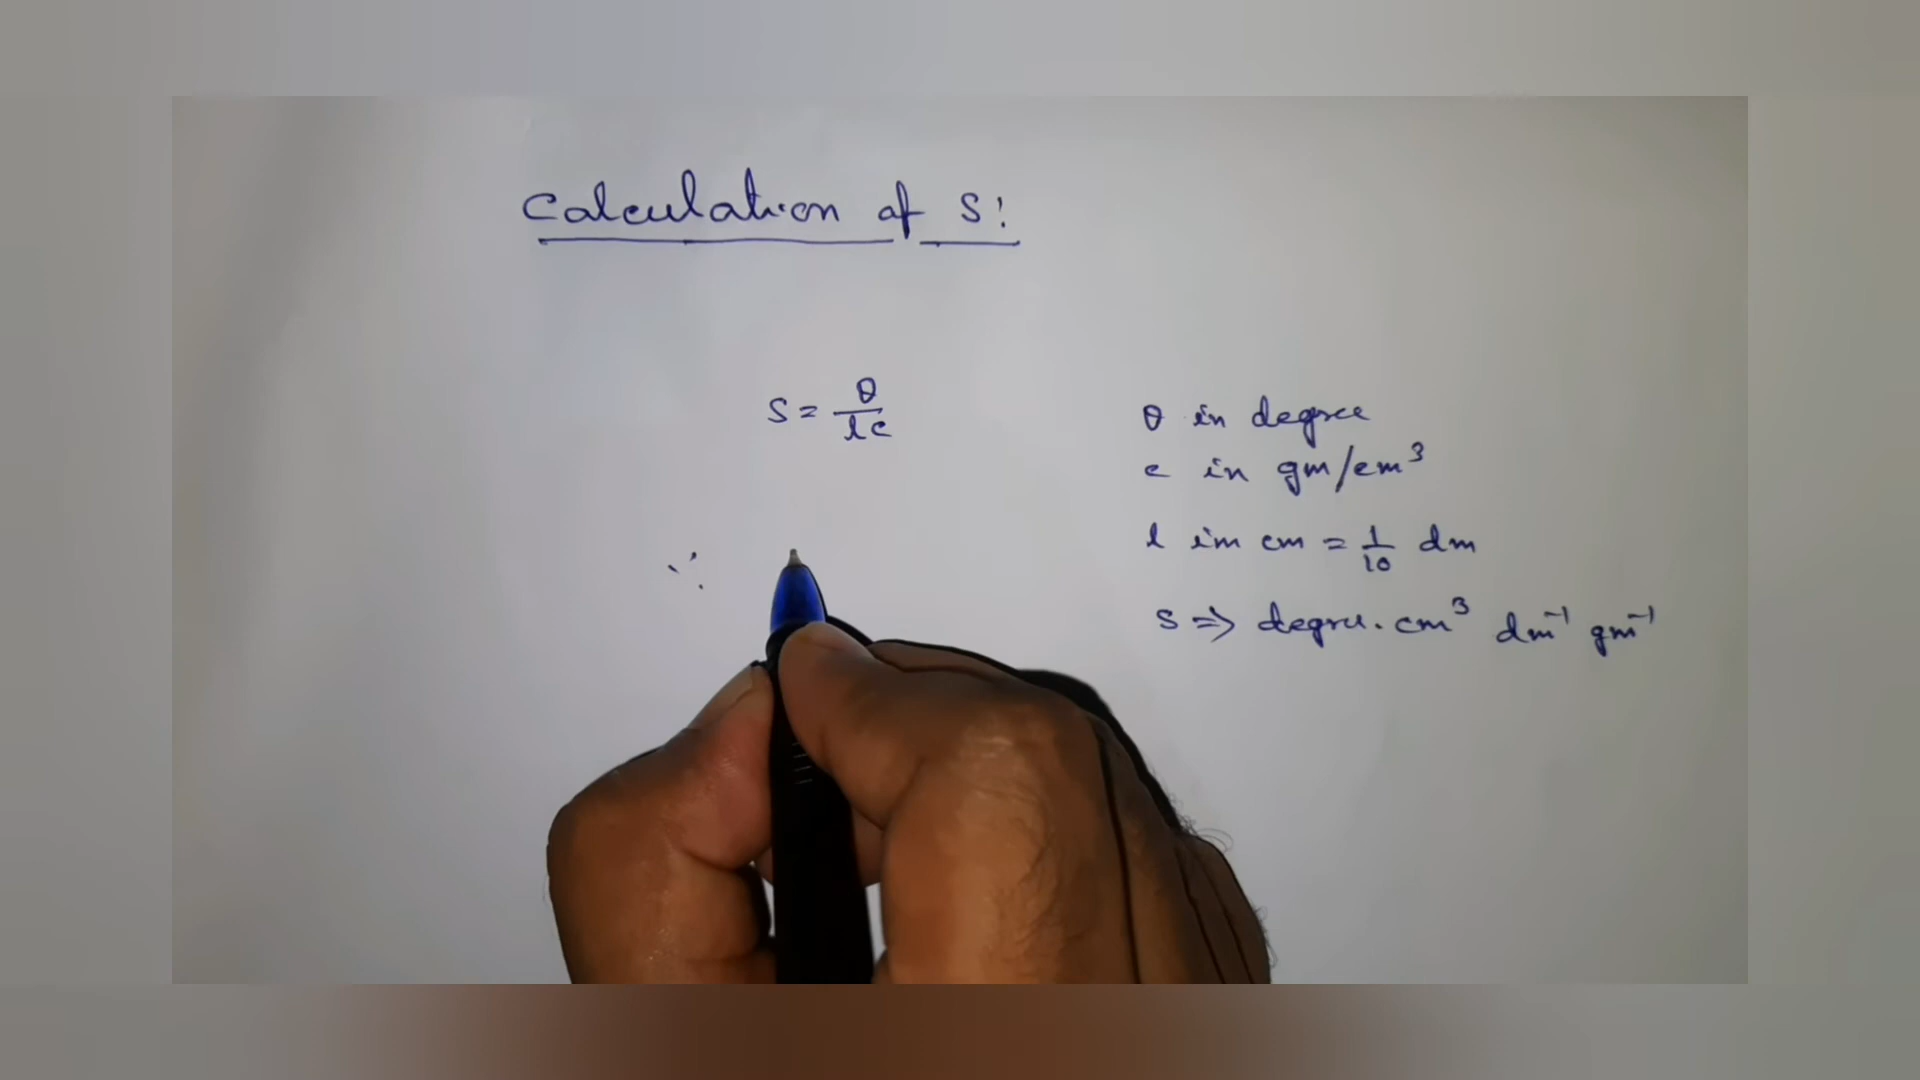 Calculation of S:
S = θ/lc
θ in degree
c in gm/cm³
l in cm = 1/10 dm
S ⇒ degree. cm³ dm⁻¹ gm⁻¹
∵